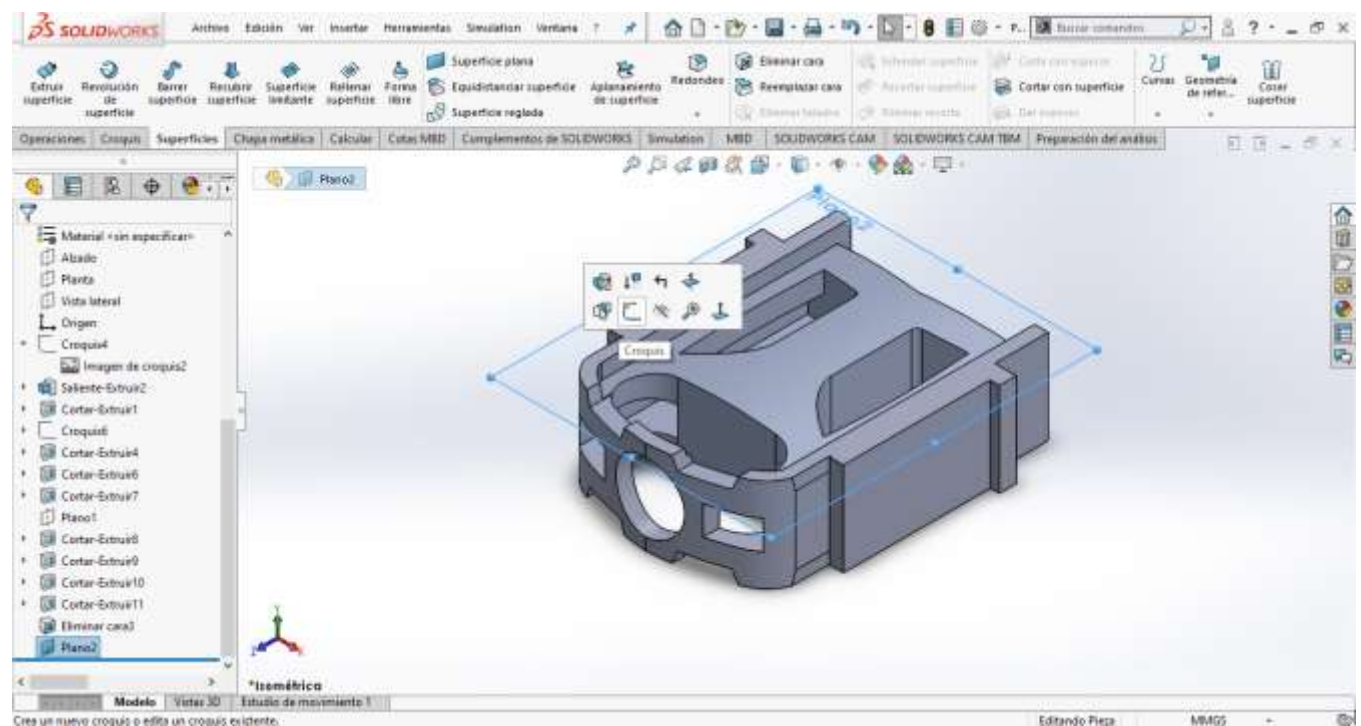 SOLIDWORKS
Archivo Edición Ver Insertar Herramientas Simulation Ventana ?
P... Buscar comandos
Extruir superficie
Revolución de superficie
Barrer superficie
Recubrir superficie
Superficie limitante
Rellenar superficie
Forma libre
Superficie plana
Equidistanciar superficie
Superficie reglada
Aplanamiento de superficie
Redondeo
Eliminar cara
Reemplazar cara
Cortar con superficie
Curvas
Geometría de refer...
Coser superficie
Operaciones Croquis Superficies Chapa metálica Calcular Cotas MBD Complementos de SOLIDWORKS Simulation MBD SOLIDWORKS CAM SOLIDWORKS CAM TBM Preparación del análisis
Plano2
Plano2
Croquis
Material <sin especificar>
Alzado
Planta
Vista lateral
Origen
Croquis4
Imagen de croquis2
Saliente-Extruir2
Cortar-Extruir1
Croquis6
Cortar-Extruir4
Cortar-Extruir6
Cortar-Extruir7
Plano1
Cortar-Extruir8
Cortar-Extruir9
Cortar-Extruir10
Cortar-Extruir11
Eliminar cara3
Plano2
*Isométrica
Modelo Vistas 3D Estudio de movimiento 1
Crea un nuevo croquis o edita un croquis existente.
Editando Pieza MMGS